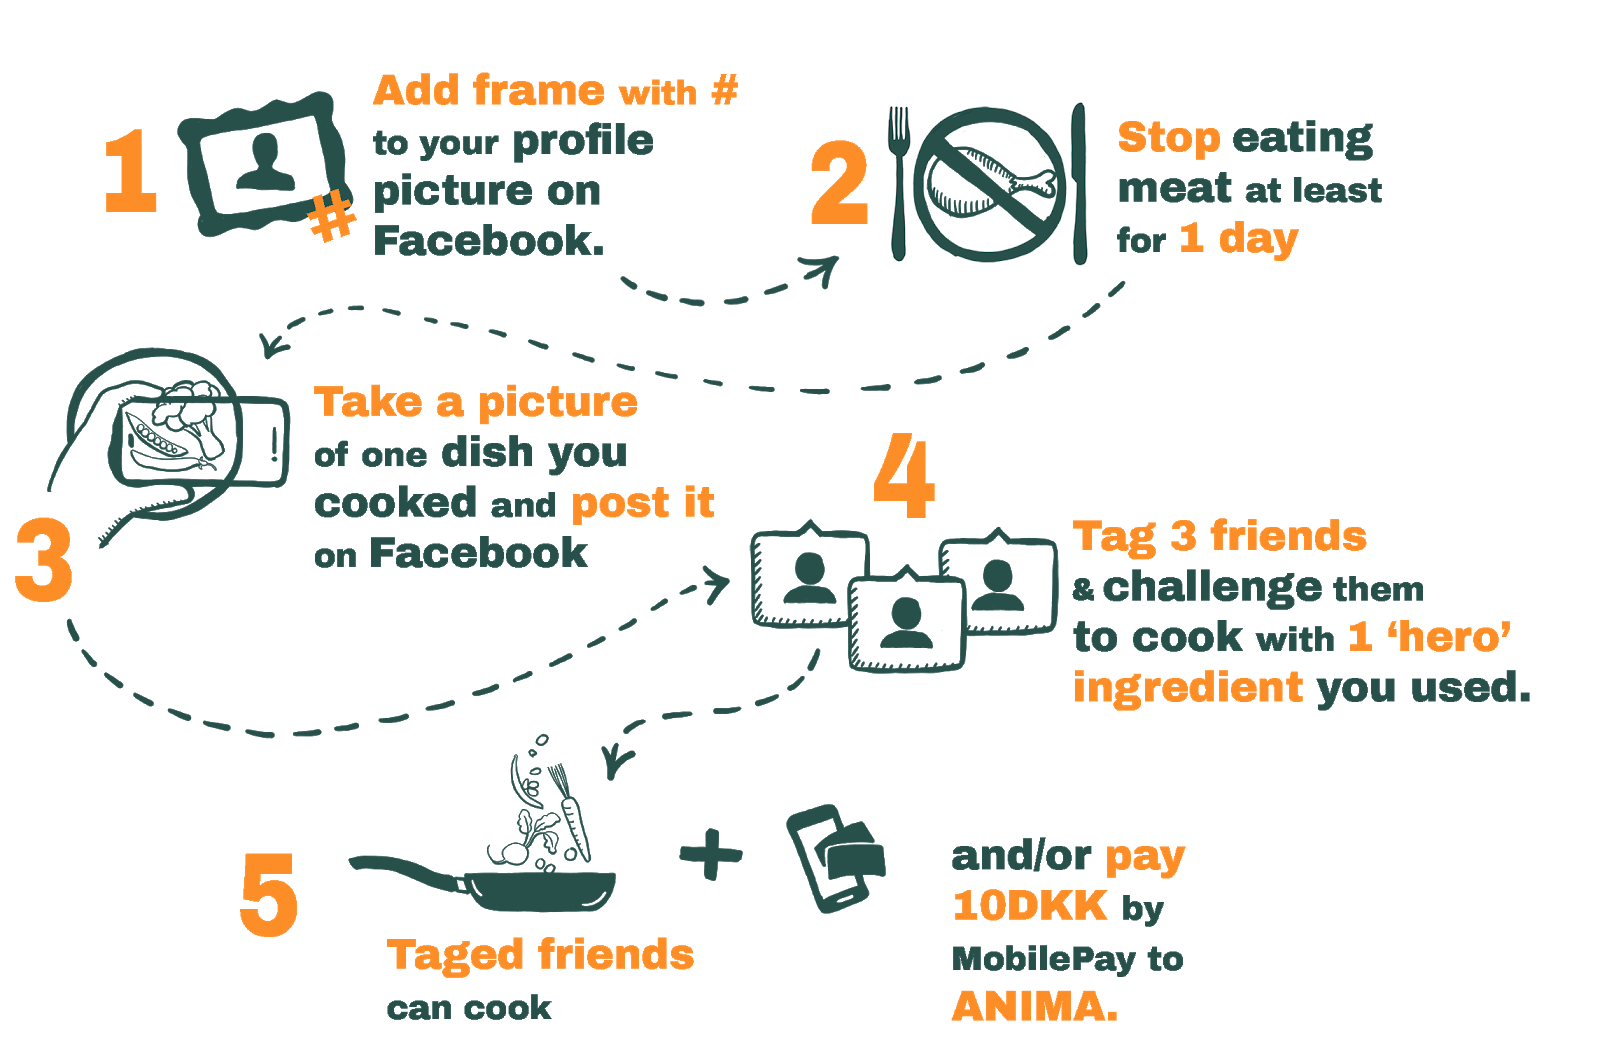 1
Add frame with #
to your profile
picture on
Facebook.
#
2
Stop eating
meat at least
for 1 day
3
Take a picture
of one dish you
cooked and post it
on Facebook
4
Tag 3 friends
& challenge them
to cook with 1 ‘hero’
ingredient you used.
5
Taged friends
can cook
+
and/or pay
10DKK by
MobilePay to
ANIMA.